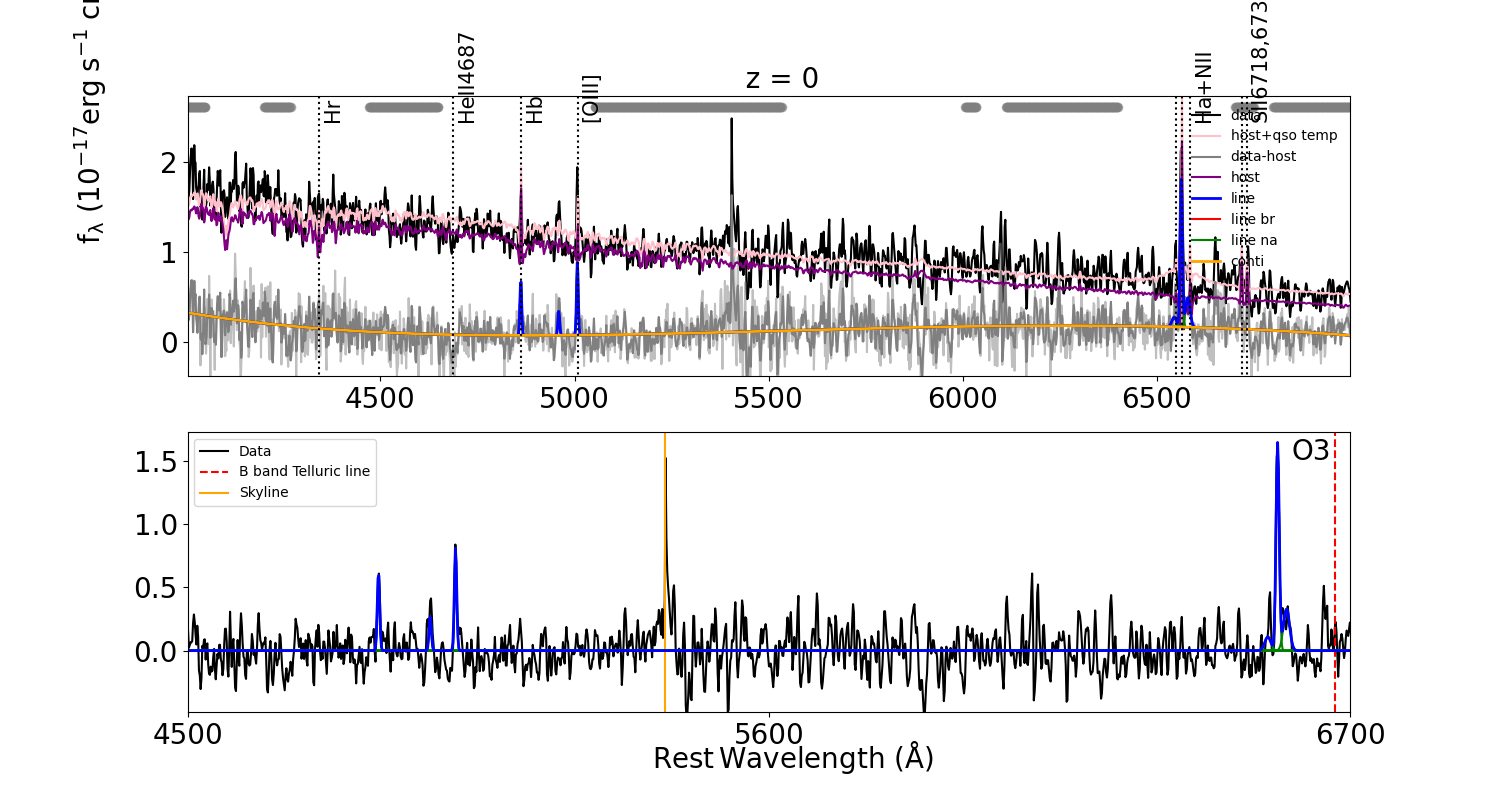 z = 0
f_λ (10^−17 erg s^−1
Hr
HeII4687
Hb
[OIII]
Ha+NII
SII6718,673
data
host+qso temp
data-host
host
line
line br
line na
conti
2
1
0
4500 5000 5500 6000 6500
Data
B band Telluric line
Skyline
O3
1.5
1.0
0.5
0.0
4500 5600 6700
Rest Wavelength (Å)